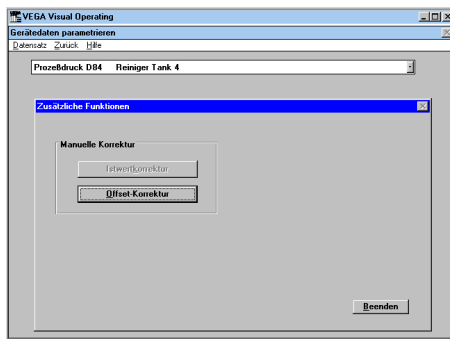 VEGA Visual Operating
Gerätedaten parametrieren
Datensatz Zurück Hilfe
Prozeßdruck D84 Reiniger Tank 4
Zusätzliche Funktionen
Manuelle Korrektur
Istwertkorrektur
Offset-Korrektur
Beenden